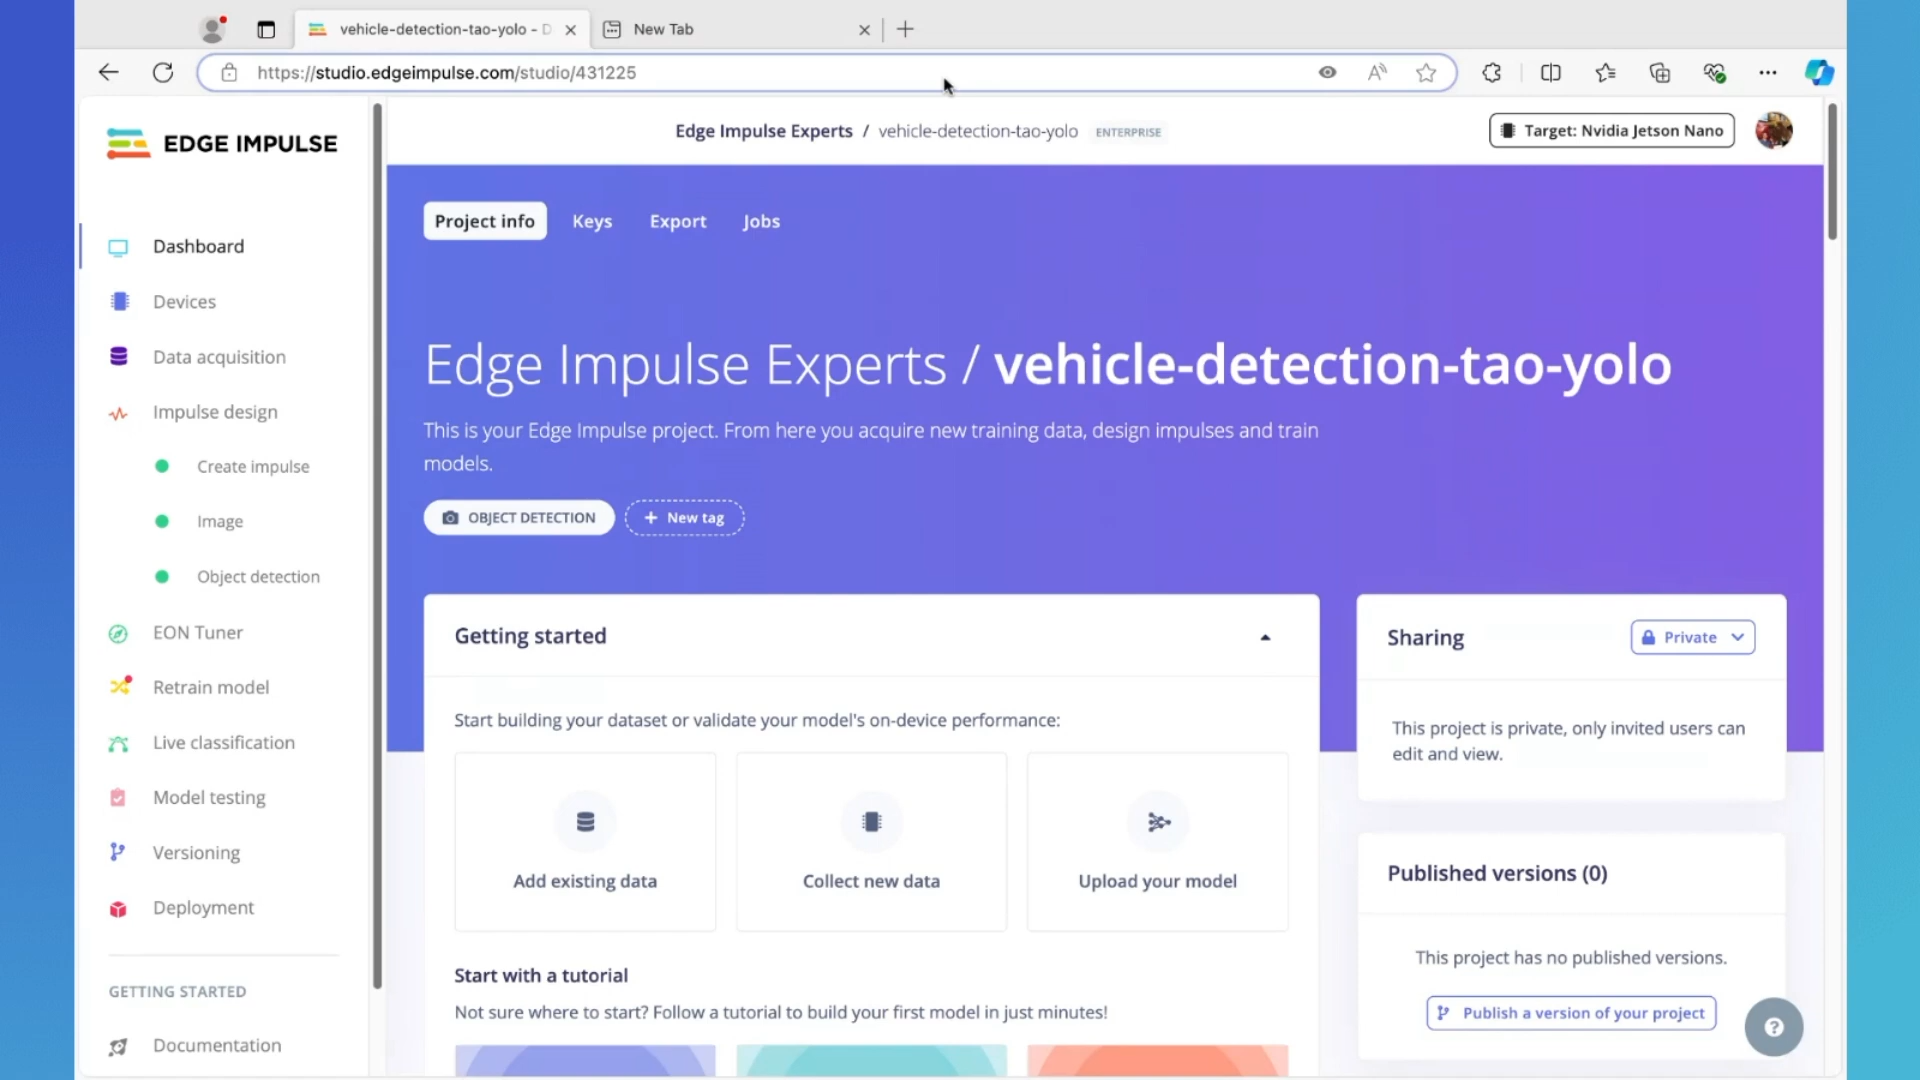 vehicle-detection-tao-yolo - D
New Tab
https://studio.edgeimpulse.com/studio/431225
EDGE IMPULSE
Edge Impulse Experts / vehicle-detection-tao-yolo ENTERPRISE
Target: Nvidia Jetson Nano
Dashboard
Devices
Data acquisition
Impulse design
Create impulse
Image
Object detection
EON Tuner
Retrain model
Live classification
Model testing
Versioning
Deployment
GETTING STARTED
Documentation
Project info
Keys
Export
Jobs
Edge Impulse Experts / vehicle-detection-tao-yolo
This is your Edge Impulse project. From here you acquire new training data, design impulses and train
models.
OBJECT DETECTION
+ New tag
Getting started
Start building your dataset or validate your model's on-device performance:
Add existing data
Collect new data
Upload your model
Start with a tutorial
Not sure where to start? Follow a tutorial to build your first model in just minutes!
Sharing
Private
This project is private, only invited users can
edit and view.
Published versions (0)
This project has no published versions.
Publish a version of your project
?